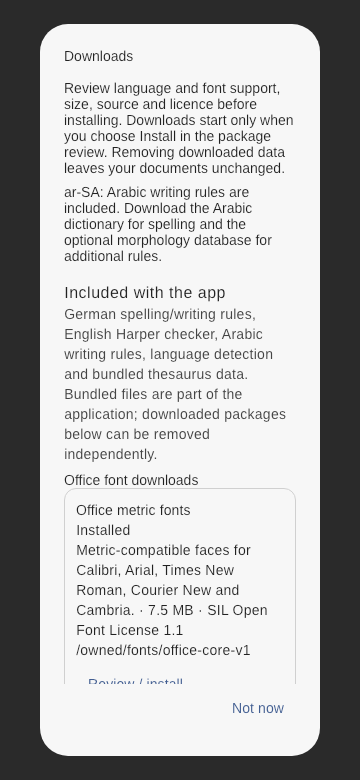 Downloads
Review language and font support,
size, source and licence before
installing. Downloads start only when
you choose Install in the package
review. Removing downloaded data
leaves your documents unchanged.
ar-SA: Arabic writing rules are
included. Download the Arabic
dictionary for spelling and the
optional morphology database for
additional rules.
Included with the app
German spelling/writing rules,
English Harper checker, Arabic
writing rules, language detection
and bundled thesaurus data.
Bundled files are part of the
application; downloaded packages
below can be removed
independently.
Office font downloads
Office metric fonts
Installed
Metric-compatible faces for
Calibri, Arial, Times New
Roman, Courier New and
Cambria. · 7.5 MB · SIL Open
Font License 1.1
/owned/fonts/office-core-v1
Review / install
Not now